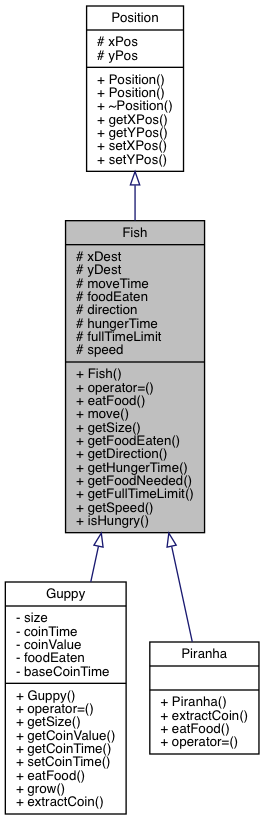 Position
# xPos
# yPos
+ Position()
+ Position()
+ ~Position()
+ getXPos()
+ getYPos()
+ setXPos()
+ setYPos()
Fish
# xDest
# yDest
# moveTime
# foodEaten
# direction
# hungerTime
# fullTimeLimit
# speed
+ Fish()
+ operator=()
+ eatFood()
+ move()
+ getSize()
+ getFoodEaten()
+ getDirection()
+ getHungerTime()
+ getFoodNeeded()
+ getFullTimeLimit()
+ getSpeed()
+ isHungry()
Guppy
- size
- coinTime
- coinValue
- foodEaten
- baseCoinTime
+ Guppy()
+ operator=()
+ getSize()
+ getCoinValue()
+ getCoinTime()
+ setCoinTime()
+ eatFood()
+ grow()
+ extractCoin()
Piranha
+ Piranha()
+ extractCoin()
+ eatFood()
+ operator=()